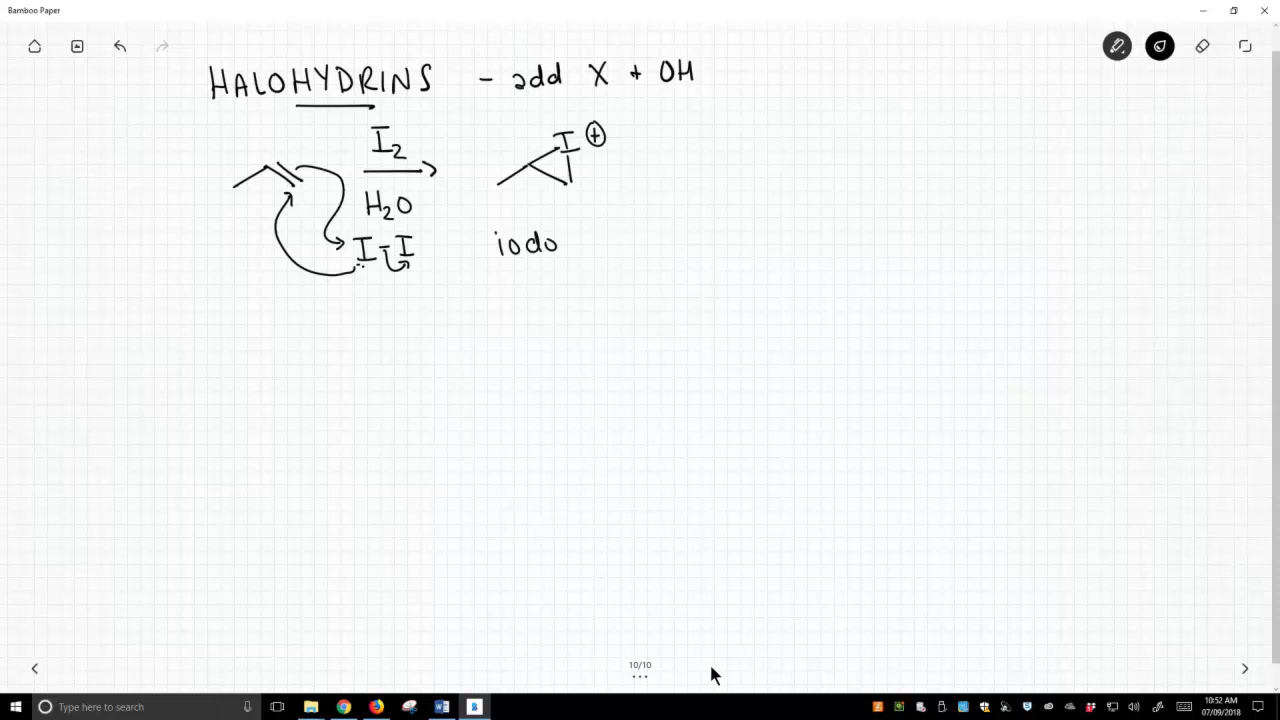 Bamboo Paper
HALOHYDRINS - add X + OH
I2
H2O
I-I
I +
iodo
10/10
Type here to search
10:52 AM
07/09/2018